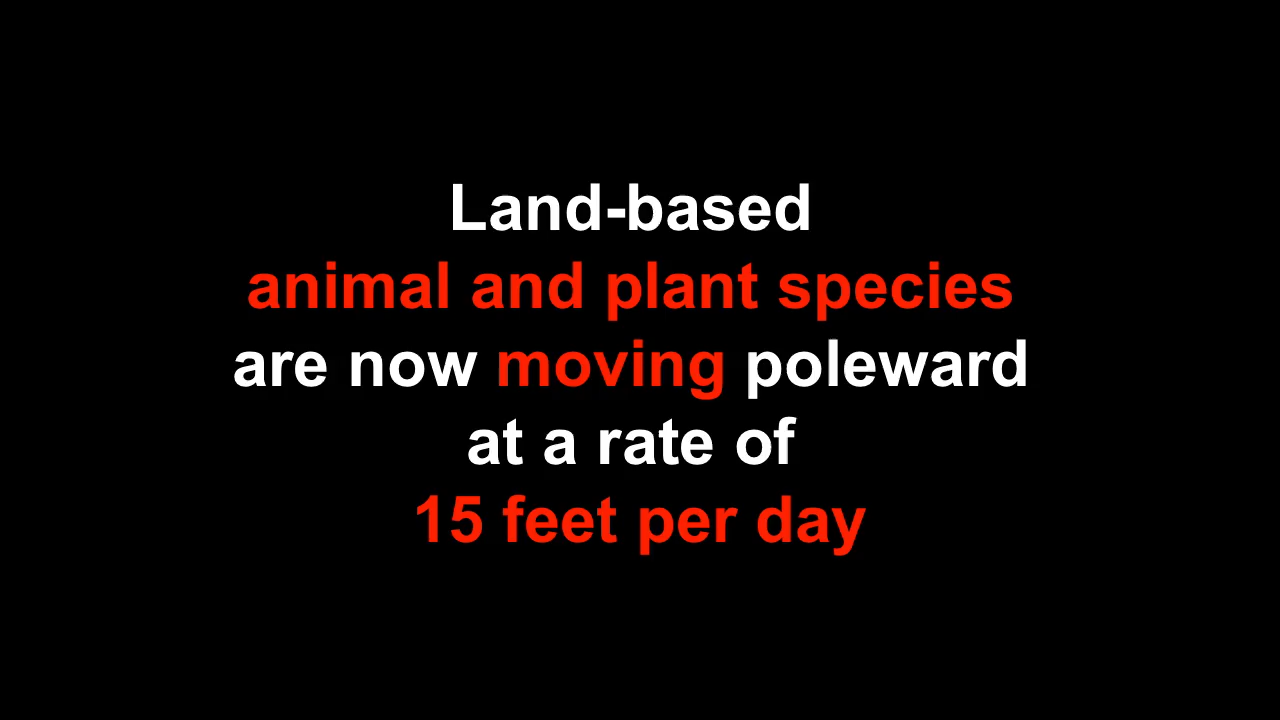 Land-based
animal and plant species
are now moving poleward
at a rate of
15 feet per day